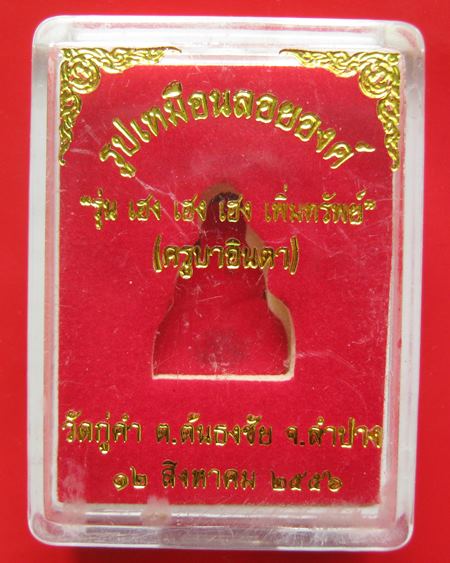 รูปเหมือนลอยองค์
"รุ่น เฮง เฮง เฮง เพิ่มทรัพย์"
(ครูบาอินตา)
วัดกู่คำ ต.ต้นธงชัย จ.ลำปาง
๑๒ สิงหาคม ๒๕๕๖